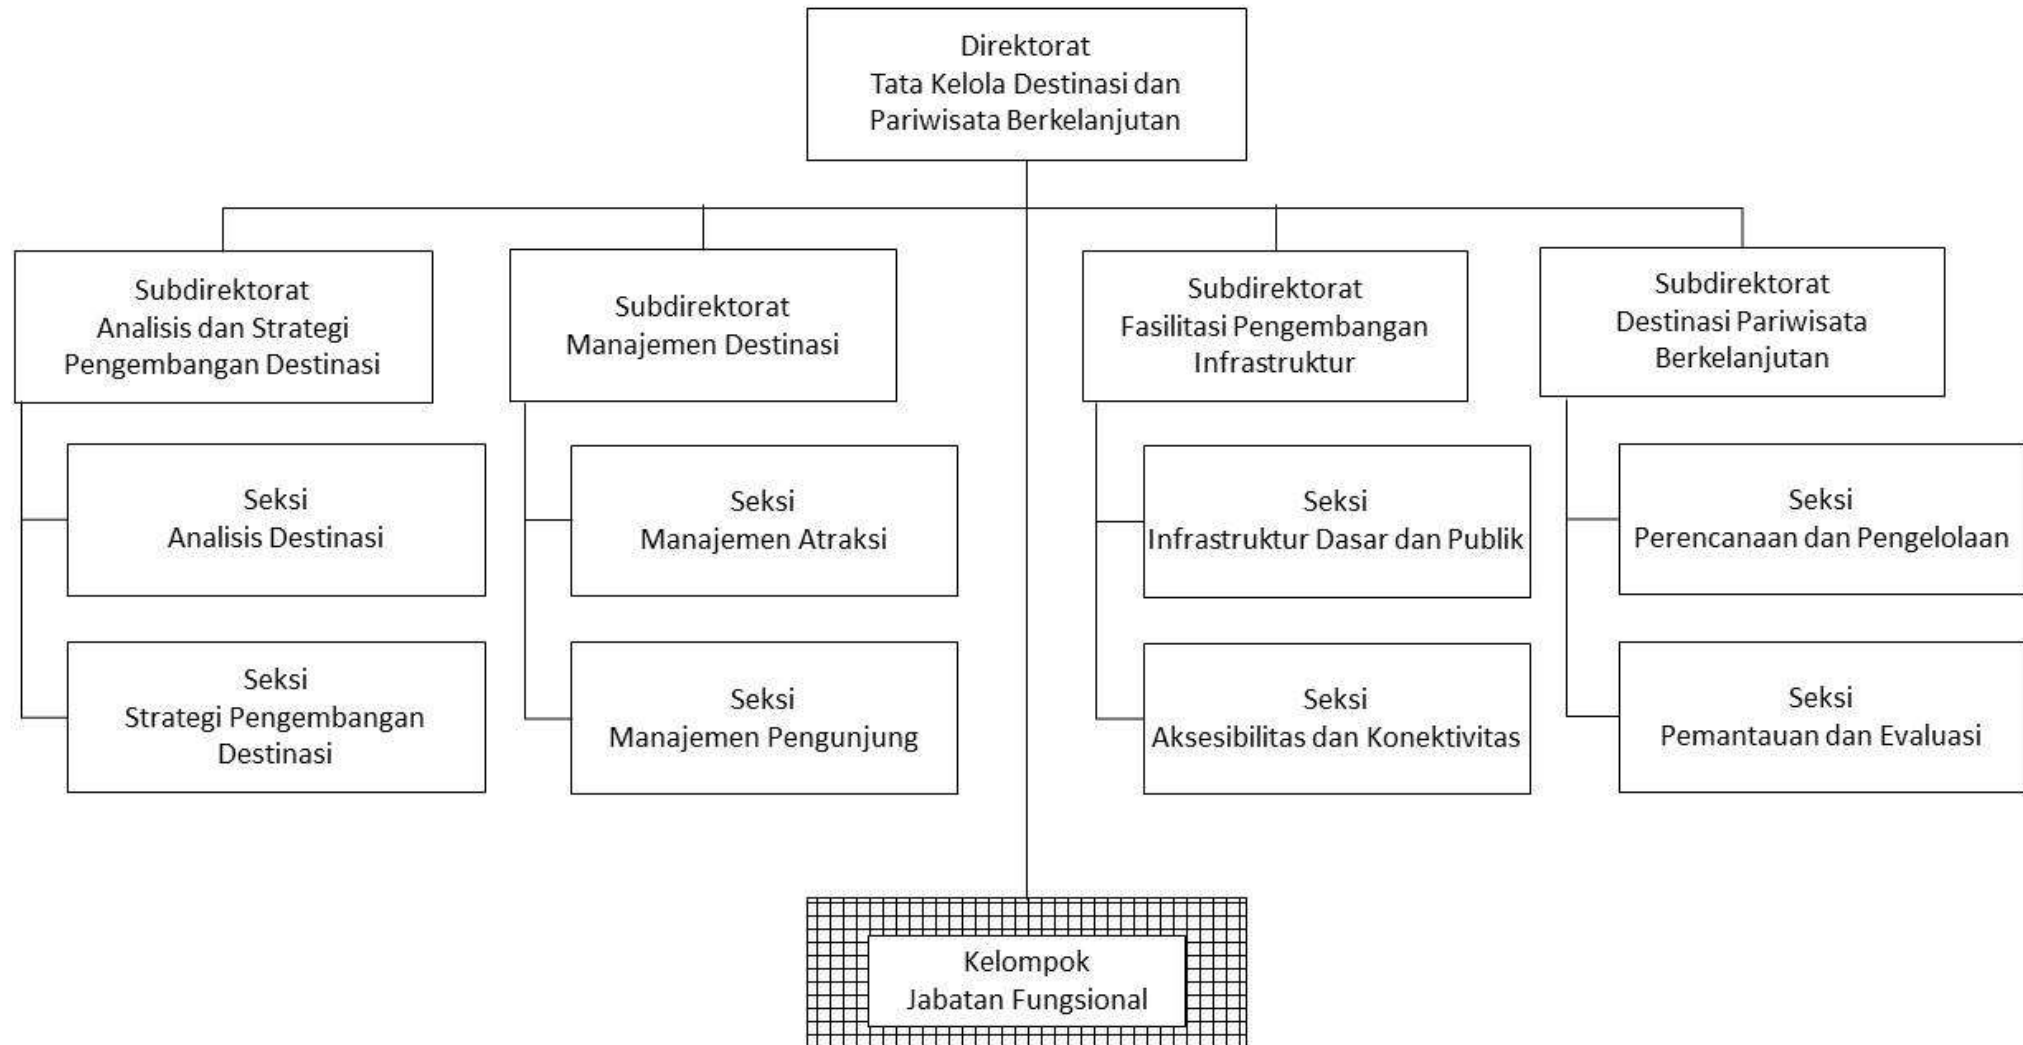 Direktorat
Tata Kelola Destinasi dan
Pariwisata Berkelanjutan
Subdirektorat
Analisis dan Strategi
Pengembangan Destinasi
Subdirektorat
Manajemen Destinasi
Subdirektorat
Fasilitasi Pengembangan
Infrastruktur
Subdirektorat
Destinasi Pariwisata
Berkelanjutan
Seksi
Analisis Destinasi
Seksi
Manajemen Atraksi
Seksi
Infrastruktur Dasar dan Publik
Seksi
Perencanaan dan Pengelolaan
Seksi
Strategi Pengembangan
Destinasi
Seksi
Manajemen Pengunjung
Seksi
Aksesibilitas dan Konektivitas
Seksi
Pemantauan dan Evaluasi
Kelompok
Jabatan Fungsional